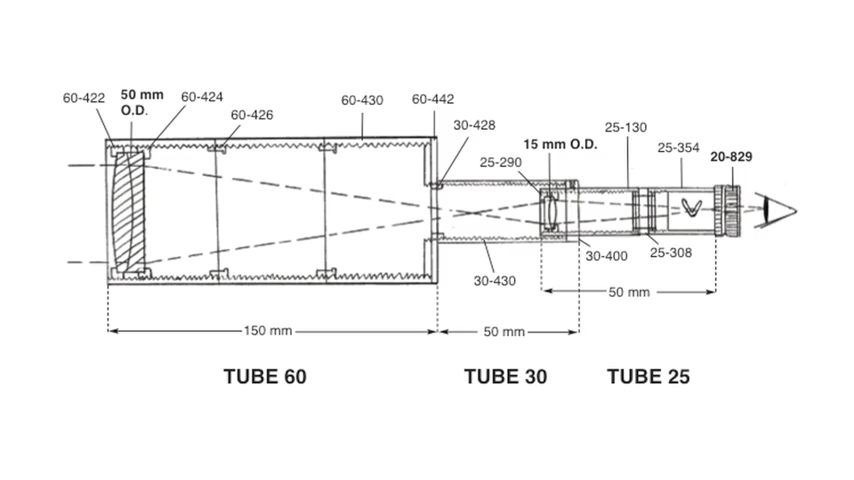 60-422
50 mm
O.D.
60-424
60-426
60-430
60-442
30-428
25-290
15 mm O.D.
25-130
25-354
20-829
30-430
30-400
25-308
50 mm
150 mm
50 mm
TUBE 60
TUBE 30
TUBE 25